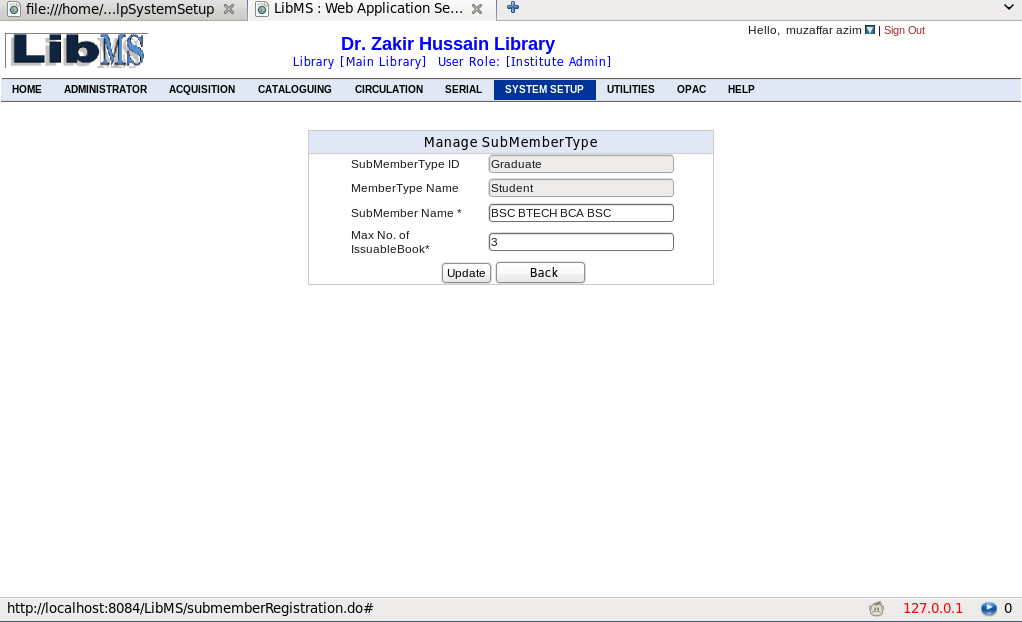 file:///home/...lpSystemSetup
LibMS : Web Application Se...
Hello, muzaffar azim | Sign Out
LibMS
Dr. Zakir Hussain Library
Library [Main Library] User Role: [Institute Admin]
HOME ADMINISTRATOR ACQUISITION CATALOGUING CIRCULATION SERIAL SYSTEM SETUP UTILITIES OPAC HELP
Manage SubMemberType
SubMemberType ID Graduate
MemberType Name Student
SubMember Name * BSC BTECH BCA BSC
Max No. of
IssuableBook* 3
Update Back
http://localhost:8084/LibMS/submemberRegistration.do# 127.0.0.1 0